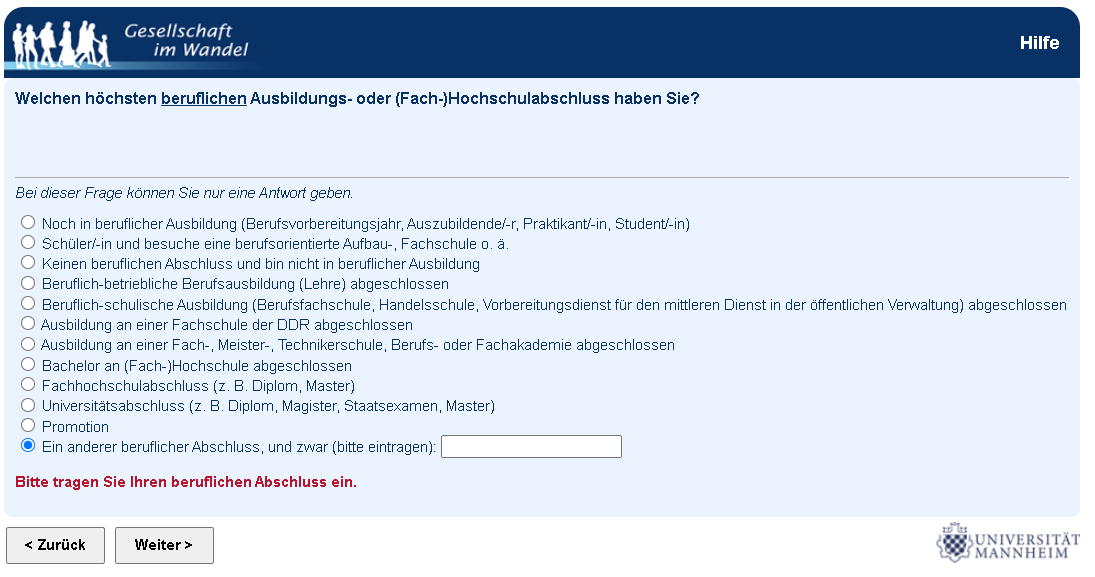 Gesellschaft
im Wandel
Hilfe
Welchen höchsten beruflichen Ausbildungs- oder (Fach-)Hochschulabschluss haben Sie?
Bei dieser Frage können Sie nur eine Antwort geben.
Noch in beruflicher Ausbildung (Berufsvorbereitungsjahr, Auszubildende/-r, Praktikant/-in, Student/-in)
Schüler/-in und besuche eine berufsorientierte Aufbau-, Fachschule o. ä.
Keinen beruflichen Abschluss und bin nicht in beruflicher Ausbildung
Beruflich-betriebliche Berufsausbildung (Lehre) abgeschlossen
Beruflich-schulische Ausbildung (Berufsfachschule, Handelsschule, Vorbereitungsdienst für den mittleren Dienst in der öffentlichen Verwaltung) abgeschlossen
Ausbildung an einer Fachschule der DDR abgeschlossen
Ausbildung an einer Fach-, Meister-, Technikerschule, Berufs- oder Fachakademie abgeschlossen
Bachelor an (Fach-)Hochschule abgeschlossen
Fachhochschulabschluss (z. B. Diplom, Master)
Universitätsabschluss (z. B. Diplom, Magister, Staatsexamen, Master)
Promotion
Ein anderer beruflicher Abschluss, und zwar (bitte eintragen):
Bitte tragen Sie Ihren beruflichen Abschluss ein.
< Zurück
Weiter >
UNIVERSITÄT
MANNHEIM